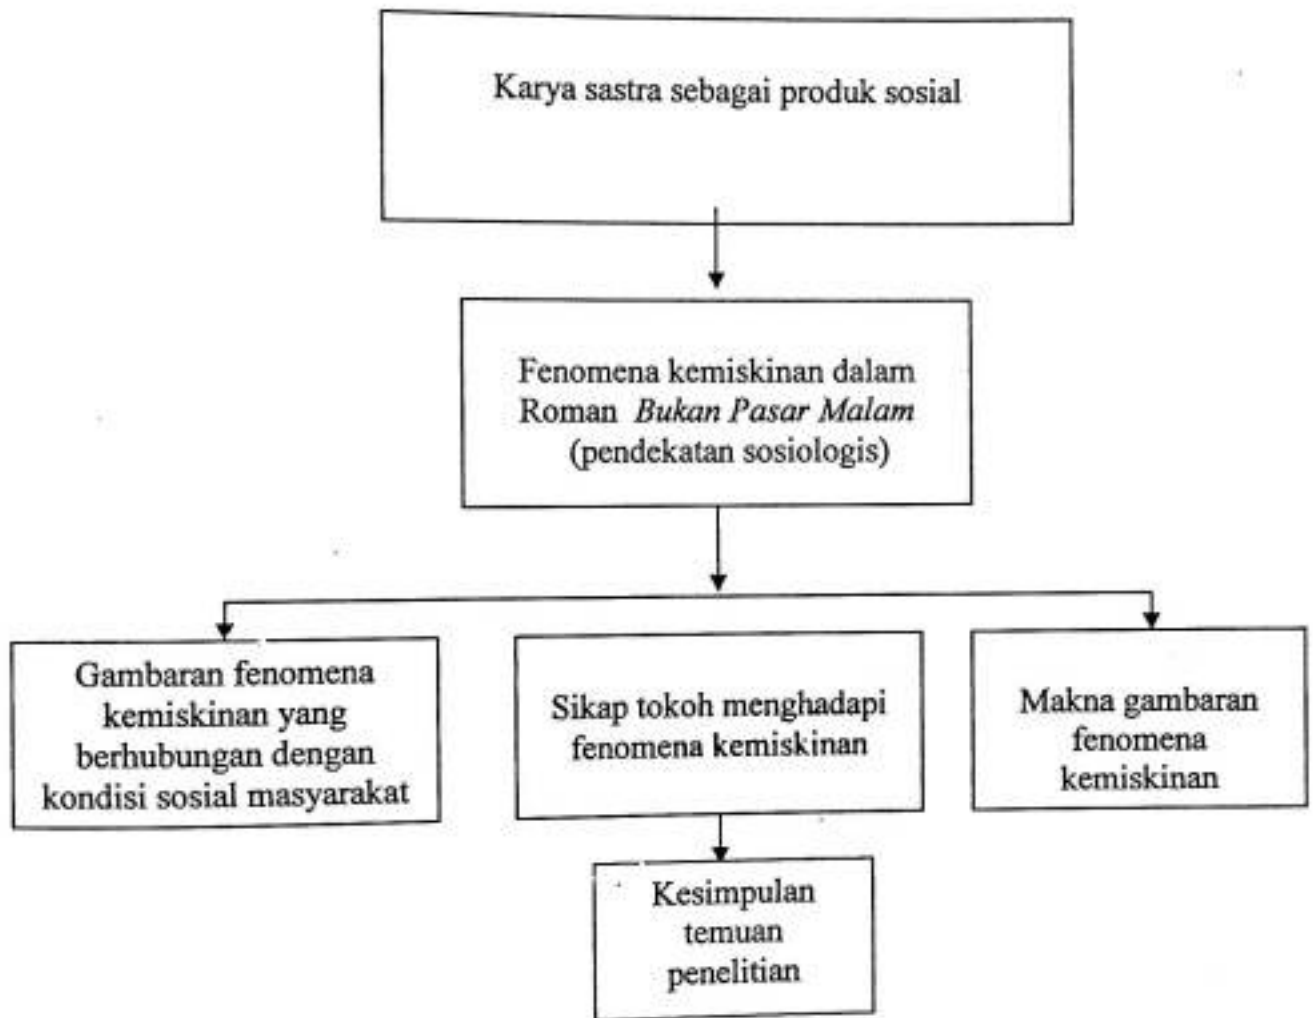 Karya sastra sebagai produk sosial
Fenomena kemiskinan dalam
Roman Bukan Pasar Malam
(pendekatan sosiologis)
Gambaran fenomena
kemiskinan yang
berhubungan dengan
kondisi sosial masyarakat
Sikap tokoh menghadapi
fenomena kemiskinan
Makna gambaran
fenomena
kemiskinan
Kesimpulan
temuan
penelitian